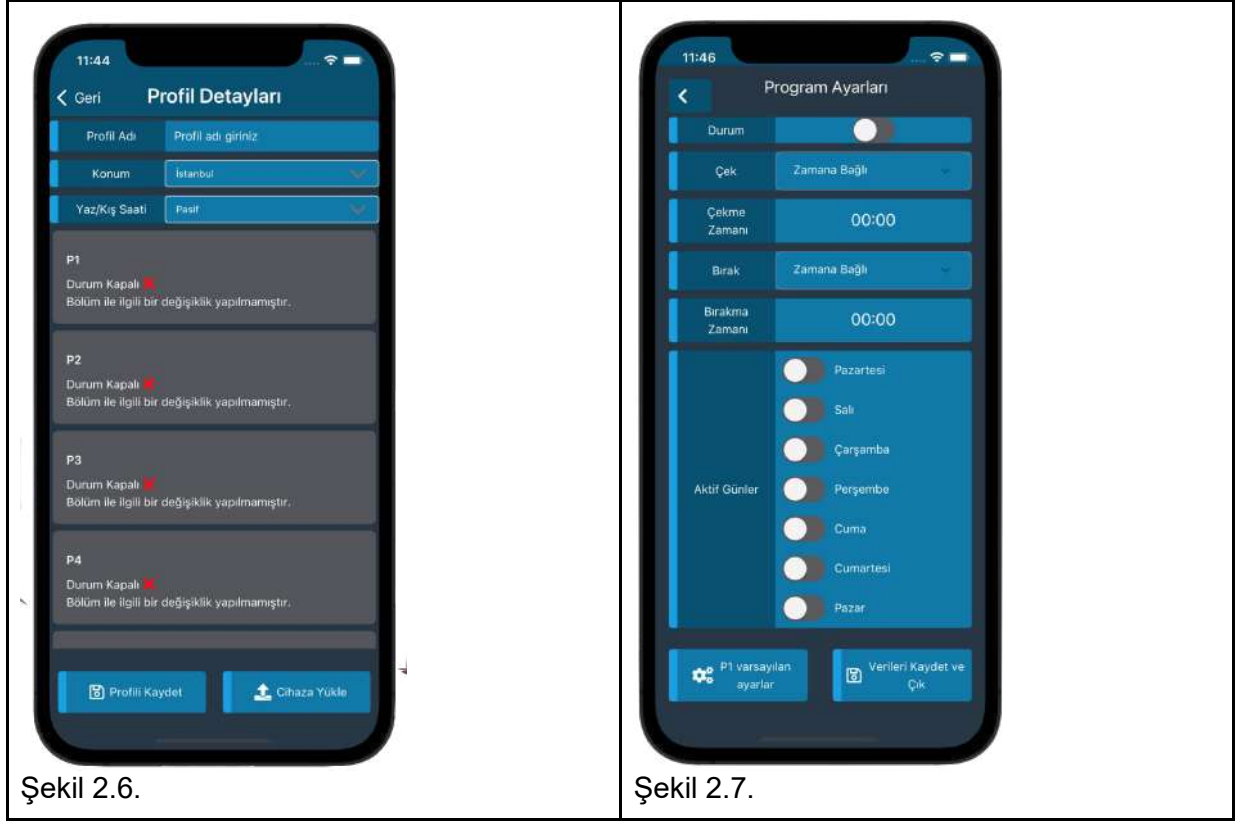 11:44
Geri
Profil Detayları
Profil Adı
Profil adı giriniz
Konum
İstanbul
Yaz/Kış Saati
Pasif
P1
Durum Kapalı
Bölüm ile ilgili bir değişiklik yapılmamıştır.
P2
Durum Kapalı
Bölüm ile ilgili bir değişiklik yapılmamıştır.
P3
Durum Kapalı
Bölüm ile ilgili bir değişiklik yapılmamıştır.
P4
Durum Kapalı
Bölüm ile ilgili bir değişiklik yapılmamıştır.
Profili Kaydet
Cihaza Yükle
Şekil 2.6.
11:46
Program Ayarları
Durum
Çek
Zamana Bağlı
Çekme
Zamanı
00:00
Bırak
Zamana Bağlı
Bırakma
Zamanı
00:00
Aktif Günler
Pazartesi
Salı
Çarşamba
Perşembe
Cuma
Cumartesi
Pazar
P1 varsayılan
ayarlar
Verileri Kaydet ve
Çık
Şekil 2.7.